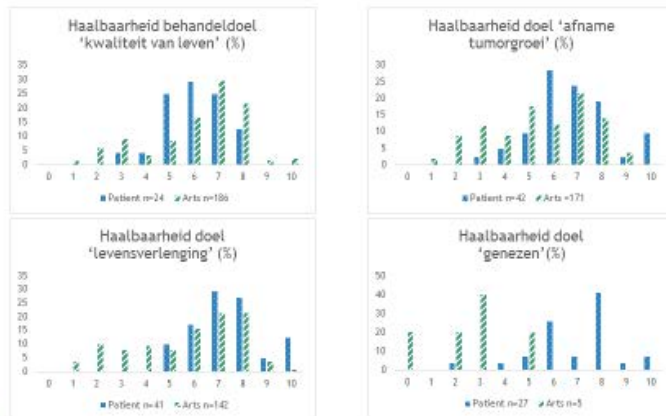 Haalbaarheid behandeldoel
‘kwaliteit van leven’ (%)
35
30
25
20
15
10
5
0
0 1 2 3 4 5 6 7 8 9 10
Patient n=24 Arts n=186
Haalbaarheid doel ‘afname
tumorgroei’ (%)
30
25
20
15
10
5
0
0 1 2 3 4 5 6 7 8 9 10
Patient n=42 Arts =171
Haalbaarheid doel
‘levensverlenging’ (%)
35
30
25
20
15
10
5
0
0 1 2 3 4 5 6 7 8 9 10
Patient n=41 Arts n=142
Haalbaarheid doel
‘genezen’(%)
50
40
30
20
10
0
0 1 2 3 4 5 6 7 8 9 10
Patient n=27 Arts n=5